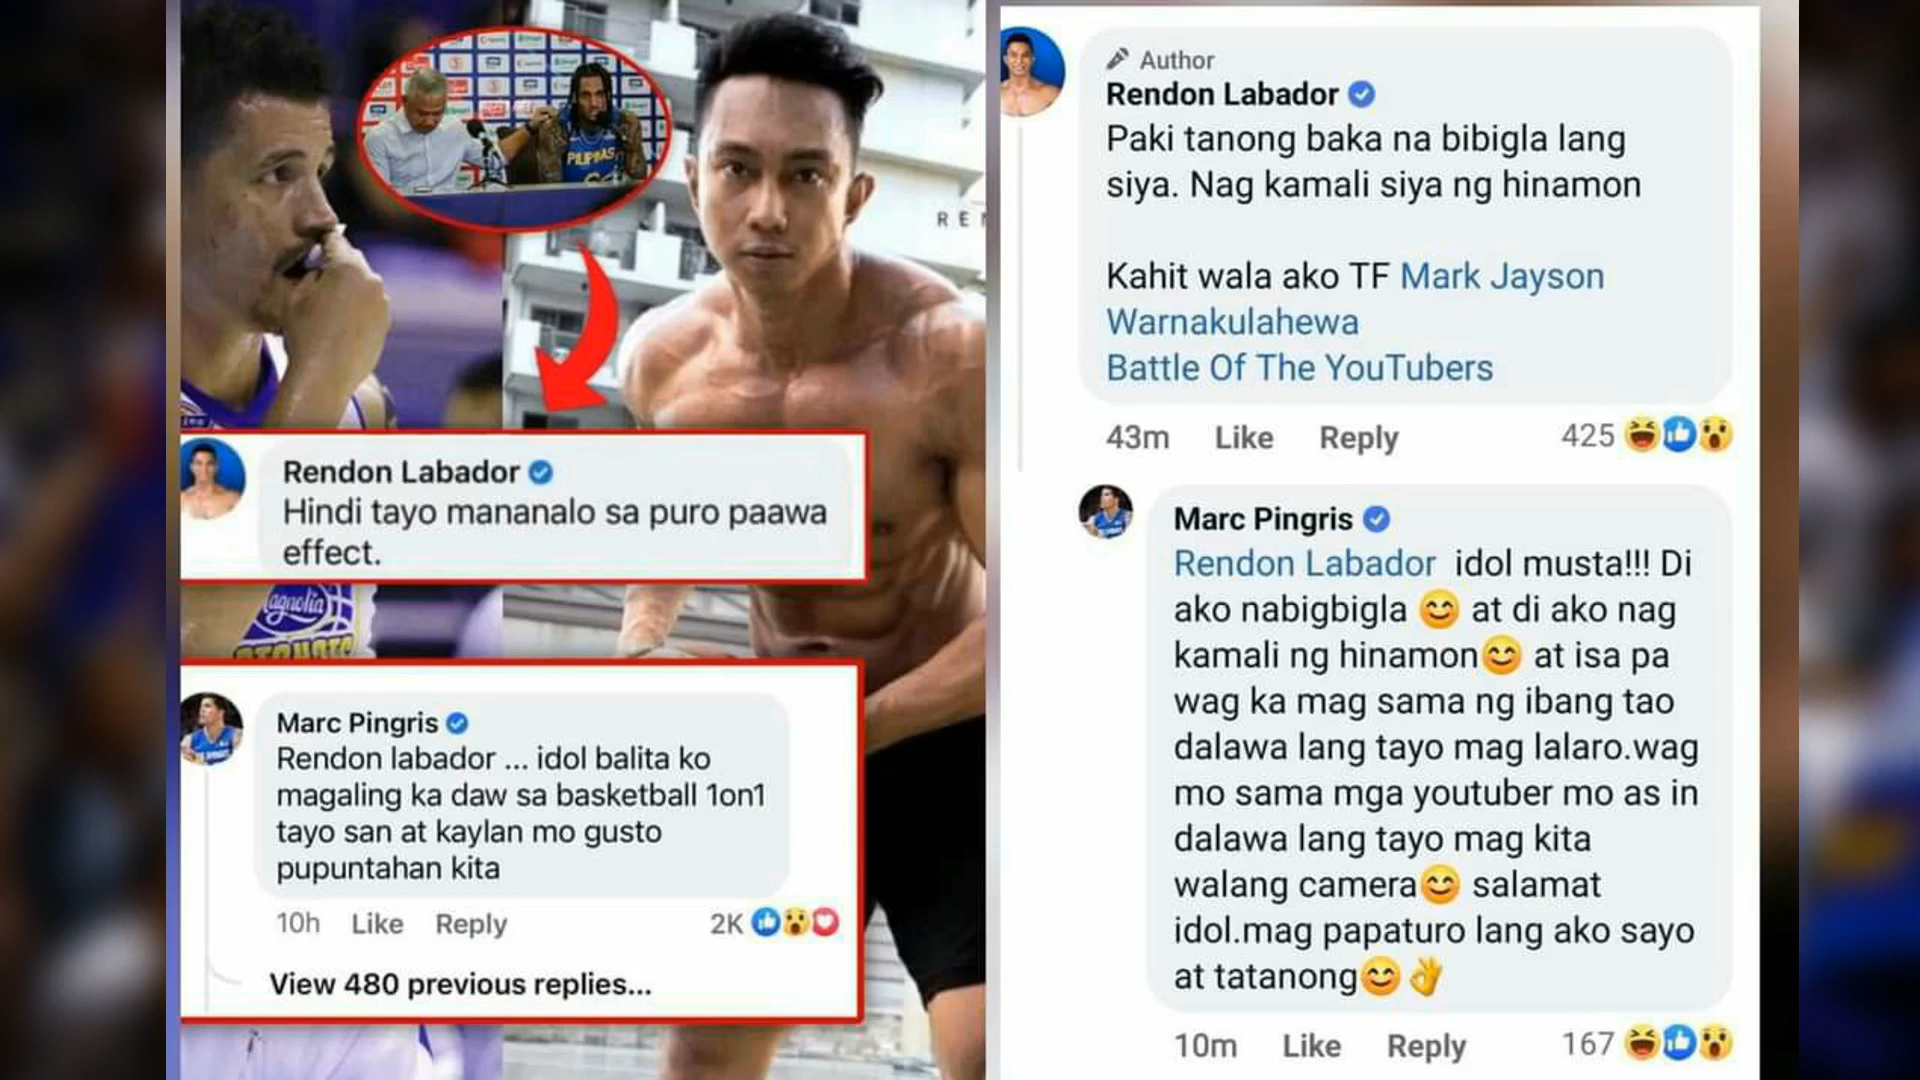 PILIPINAS
RE
Rendon Labador
Hindi tayo mananalo sa puro paawa
effect.
Magnolia
HOTSHOTS
Marc Pingris
Rendon labador ... idol balita ko
magaling ka daw sa basketball 1on1
tayo san at kaylan mo gusto
pupuntahan kita
10h Like Reply 2K
View 480 previous replies...
Author
Rendon Labador
Paki tanong baka na bibigla lang
siya. Nag kamali siya ng hinamon
Kahit wala ako TF Mark Jayson
Warnakulahewa
Battle Of The YouTubers
43m Like Reply 425
Marc Pingris
Rendon Labador idol musta!!! Di
ako nabigbigla 😊 at di ako nag
kamali ng hinamon😊 at isa pa
wag ka mag sama ng ibang tao
dalawa lang tayo mag lalaro.wag
mo sama mga youtuber mo as in
dalawa lang tayo mag kita
walang camera😊 salamat
idol.mag papaturo lang ako sayo
at tatanong😊👌
10m Like Reply 167